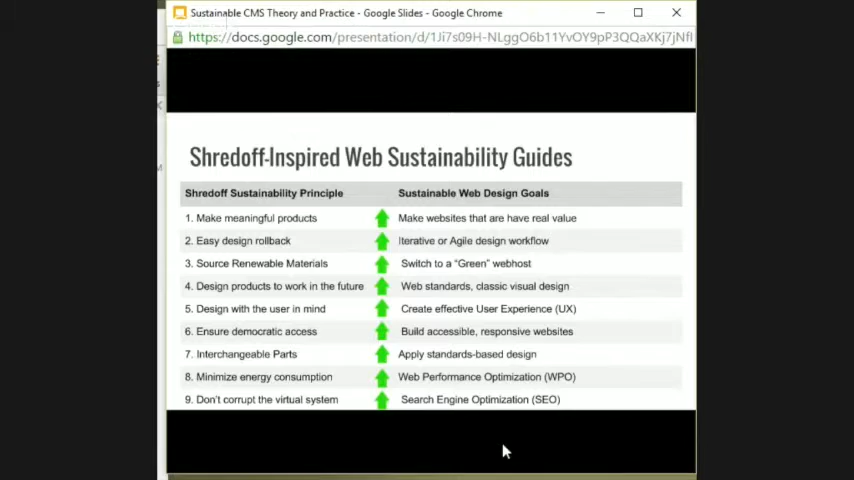 Sustainable CMS Theory and Practice - Google Slides - Google Chrome
https://docs.google.com/presentation/d/1Ji7s09H-NLggO6b11YvOY9pP3QQaXKj7jNfl
Shredoff-Inspired Web Sustainability Guides
Shredoff Sustainability Principle Sustainable Web Design Goals
1. Make meaningful products Make websites that are have real value
2. Easy design rollback Iterative or Agile design workflow
3. Source Renewable Materials Switch to a “Green” webhost
4. Design products to work in the future Web standards, classic visual design
5. Design with the user in mind Create effective User Experience (UX)
6. Ensure democratic access Build accessible, responsive websites
7. Interchangeable Parts Apply standards-based design
8. Minimize energy consumption Web Performance Optimization (WPO)
9. Don’t corrupt the virtual system Search Engine Optimization (SEO)